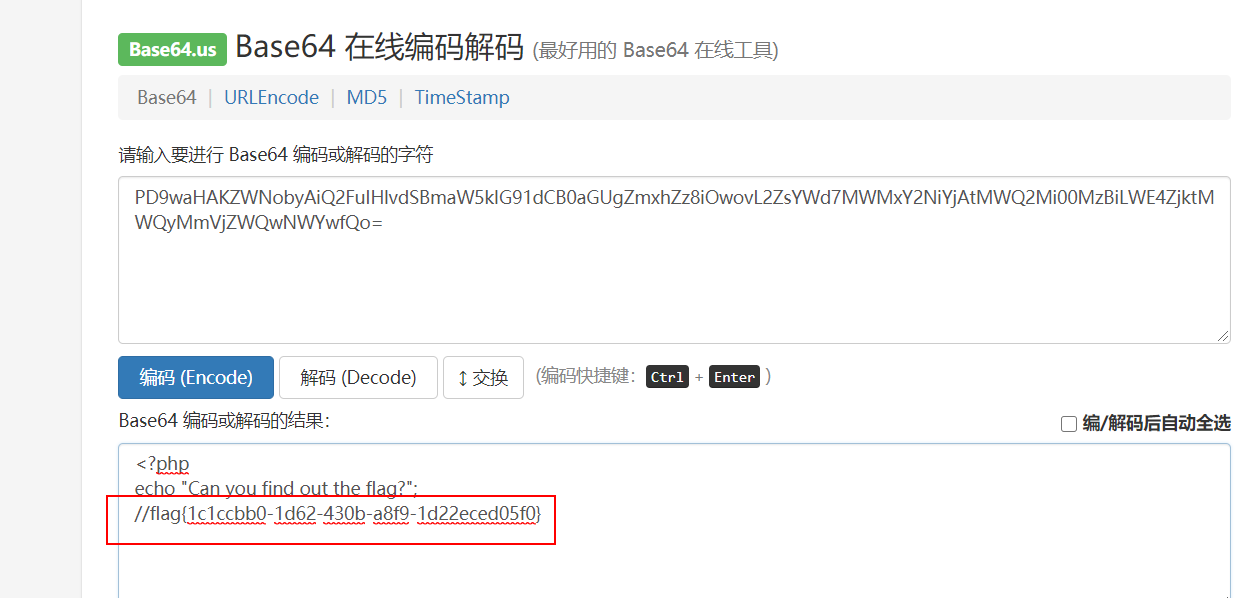 Base64.us Base64 在线编码解码 (最好用的 Base64 在线工具)
Base64 | URLEncode | MD5 | TimeStamp
请输入要进行 Base64 编码或解码的字符
PD9waHAKZWNobyAiQ2FuIHlvdSBmaW5kIG91dCB0aGUgZmxhZz8iOwovL2ZsYWd7MWMxY2NiYjAtMWQ2Mi00MzBiLWE4ZjktM
WQyMmVjZWQwNWYwfQo=
编码 (Encode) 解码 (Decode) ↕ 交换 (编码快捷键: Ctrl + Enter )
Base64 编码或解码的结果: 编/解码后自动全选
<?php
echo "Can you find out the flag?";
//flag{1c1ccbb0-1d62-430b-a8f9-1d22eced05f0}